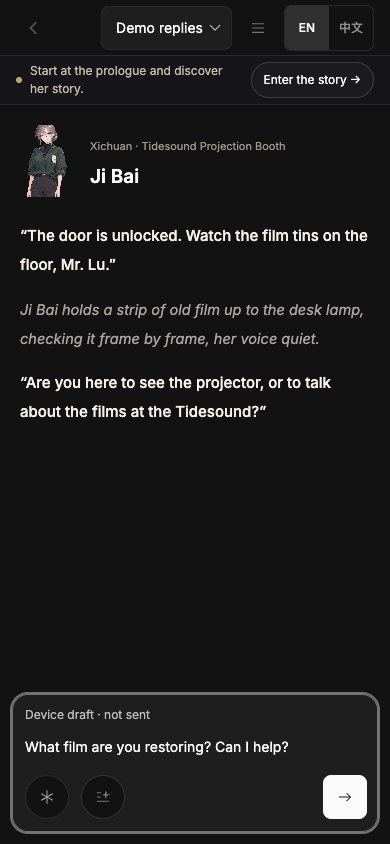 Demo replies
EN
中文
Start at the prologue and discover
her story.
Enter the story →
Xichuan · Tidesound Projection Booth
Ji Bai
“The door is unlocked. Watch the film tins on the
floor, Mr. Lu.”
Ji Bai holds a strip of old film up to the desk lamp,
checking it frame by frame, her voice quiet.
“Are you here to see the projector, or to talk
about the films at the Tidesound?”
Device draft · not sent
What film are you restoring? Can I help?